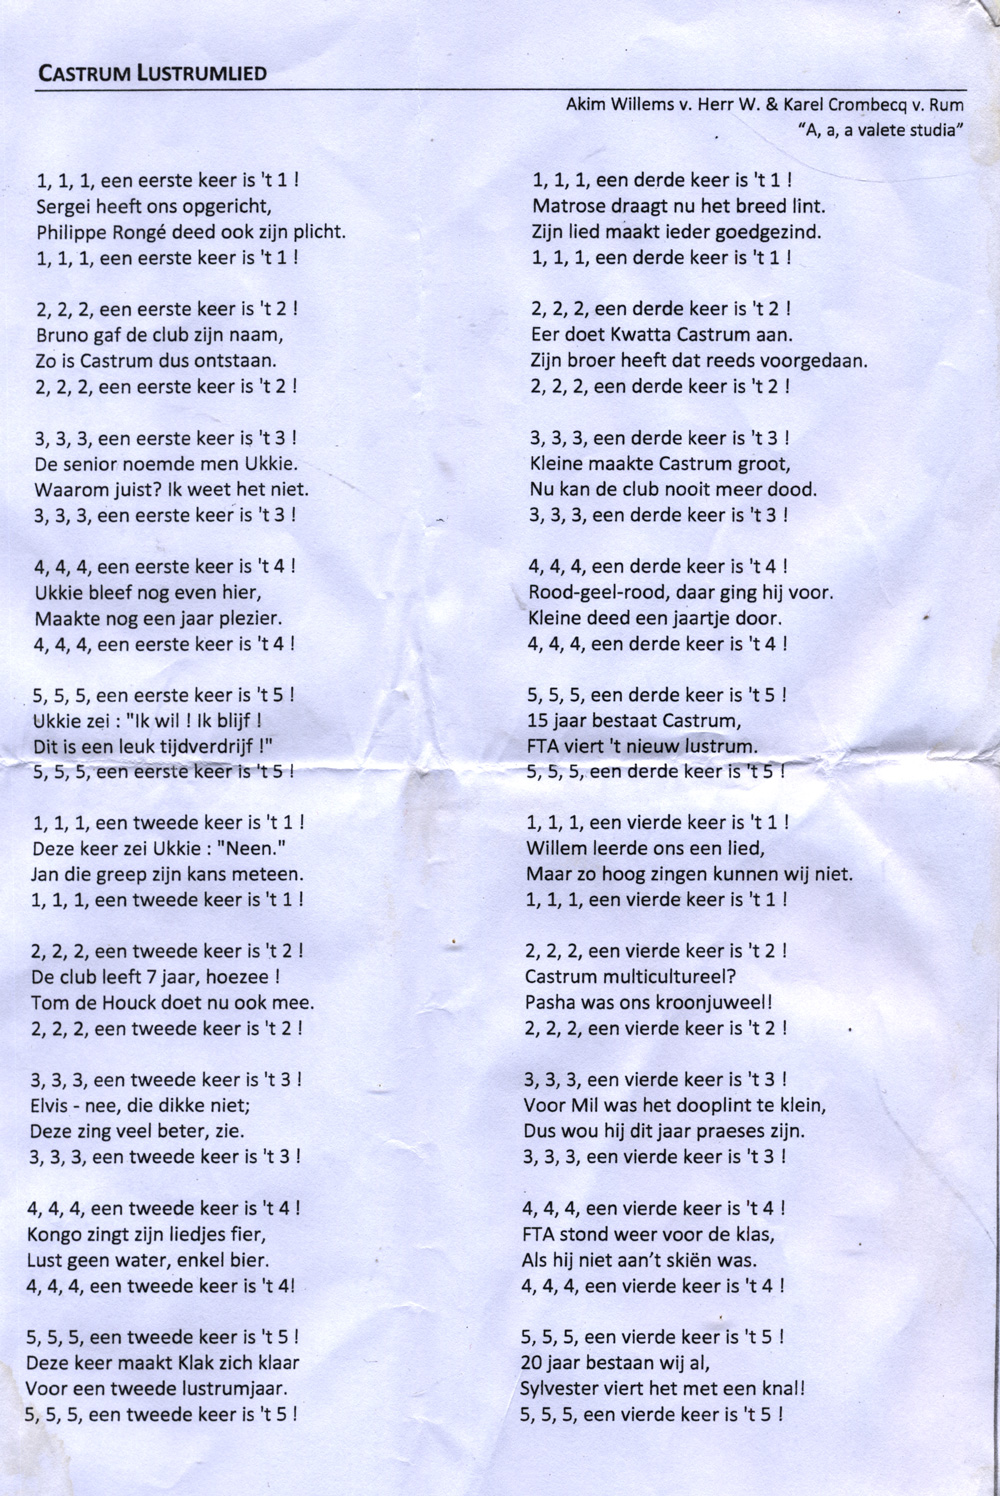 CASTRUM LUSTRUMLIED
Akim Willems v. Herr W. & Karel Crombecq v. Rum
"A, a, a valete studia"
1, 1, 1, een eerste keer is 't 1 !
Sergei heeft ons opgericht,
Philippe Rongé deed ook zijn plicht.
1, 1, 1, een eerste keer is 't 1 !
2, 2, 2, een eerste keer is 't 2 !
Bruno gaf de club zijn naam,
Zo is Castrum dus ontstaan.
2, 2, 2, een eerste keer is 't 2 !
3, 3, 3, een eerste keer is 't 3 !
De senior noemde men Ukkie.
Waarom juist? Ik weet het niet.
3, 3, 3, een eerste keer is 't 3 !
4, 4, 4, een eerste keer is 't 4 !
Ukkie bleef nog even hier,
Maakte nog een jaar plezier.
4, 4, 4, een eerste keer is 't 4 !
5, 5, 5, een eerste keer is 't 5 !
Ukkie zei : "Ik wil ! Ik blijf !
Dit is een leuk tijdverdrijf !"
5, 5, 5, een eerste keer is 't 5 !
1, 1, 1, een tweede keer is 't 1 !
Deze keer zei Ukkie : "Neen."
Jan die greep zijn kans meteen.
1, 1, 1, een tweede keer is 't 1 !
2, 2, 2, een tweede keer is 't 2 !
De club leeft 7 jaar, hoezee !
Tom de Houck doet nu ook mee.
2, 2, 2, een tweede keer is 't 2 !
3, 3, 3, een tweede keer is 't 3 !
Elvis - nee, die dikke niet;
Deze zing veel beter, zie.
3, 3, 3, een tweede keer is 't 3 !
4, 4, 4, een tweede keer is 't 4 !
Kongo zingt zijn liedjes fier,
Lust geen water, enkel bier.
4, 4, 4, een tweede keer is 't 4!
5, 5, 5, een tweede keer is 't 5 !
Deze keer maakt Klak zich klaar
Voor een tweede lustrumjaar.
5, 5, 5, een tweede keer is 't 5 !
1, 1, 1, een derde keer is 't 1 !
Matrose draagt nu het breed lint.
Zijn lied maakt ieder goedgezind.
1, 1, 1, een derde keer is 't 1 !
2, 2, 2, een derde keer is 't 2 !
Eer doet Kwatta Castrum aan.
Zijn broer heeft dat reeds voorgedaan.
2, 2, 2, een derde keer is 't 2 !
3, 3, 3, een derde keer is 't 3 !
Kleine maakte Castrum groot,
Nu kan de club nooit meer dood.
3, 3, 3, een derde keer is 't 3 !
4, 4, 4, een derde keer is 't 4 !
Rood-geel-rood, daar ging hij voor.
Kleine deed een jaartje door.
4, 4, 4, een derde keer is 't 4 !
5, 5, 5, een derde keer is 't 5 !
15 jaar bestaat Castrum,
FTA viert 't nieuw lustrum.
5, 5, 5, een derde keer is 't 5 !
1, 1, 1, een vierde keer is 't 1 !
Willem leerde ons een lied,
Maar zo hoog zingen kunnen wij niet.
1, 1, 1, een vierde keer is 't 1 !
2, 2, 2, een vierde keer is 't 2 !
Castrum multicultureel?
Pasha was ons kroonjuweel!
2, 2, 2, een vierde keer is 't 2 !
3, 3, 3, een vierde keer is 't 3 !
Voor Mil was het dooplint te klein,
Dus wou hij dit jaar praeses zijn.
3, 3, 3, een vierde keer is 't 3 !
4, 4, 4, een vierde keer is 't 4 !
FTA stond weer voor de klas,
Als hij niet aan't skiën was.
4, 4, 4, een vierde keer is 't 4 !
5, 5, 5, een vierde keer is 't 5 !
20 jaar bestaan wij al,
Sylvester viert het met een knal!
5, 5, 5, een vierde keer is 't 5 !